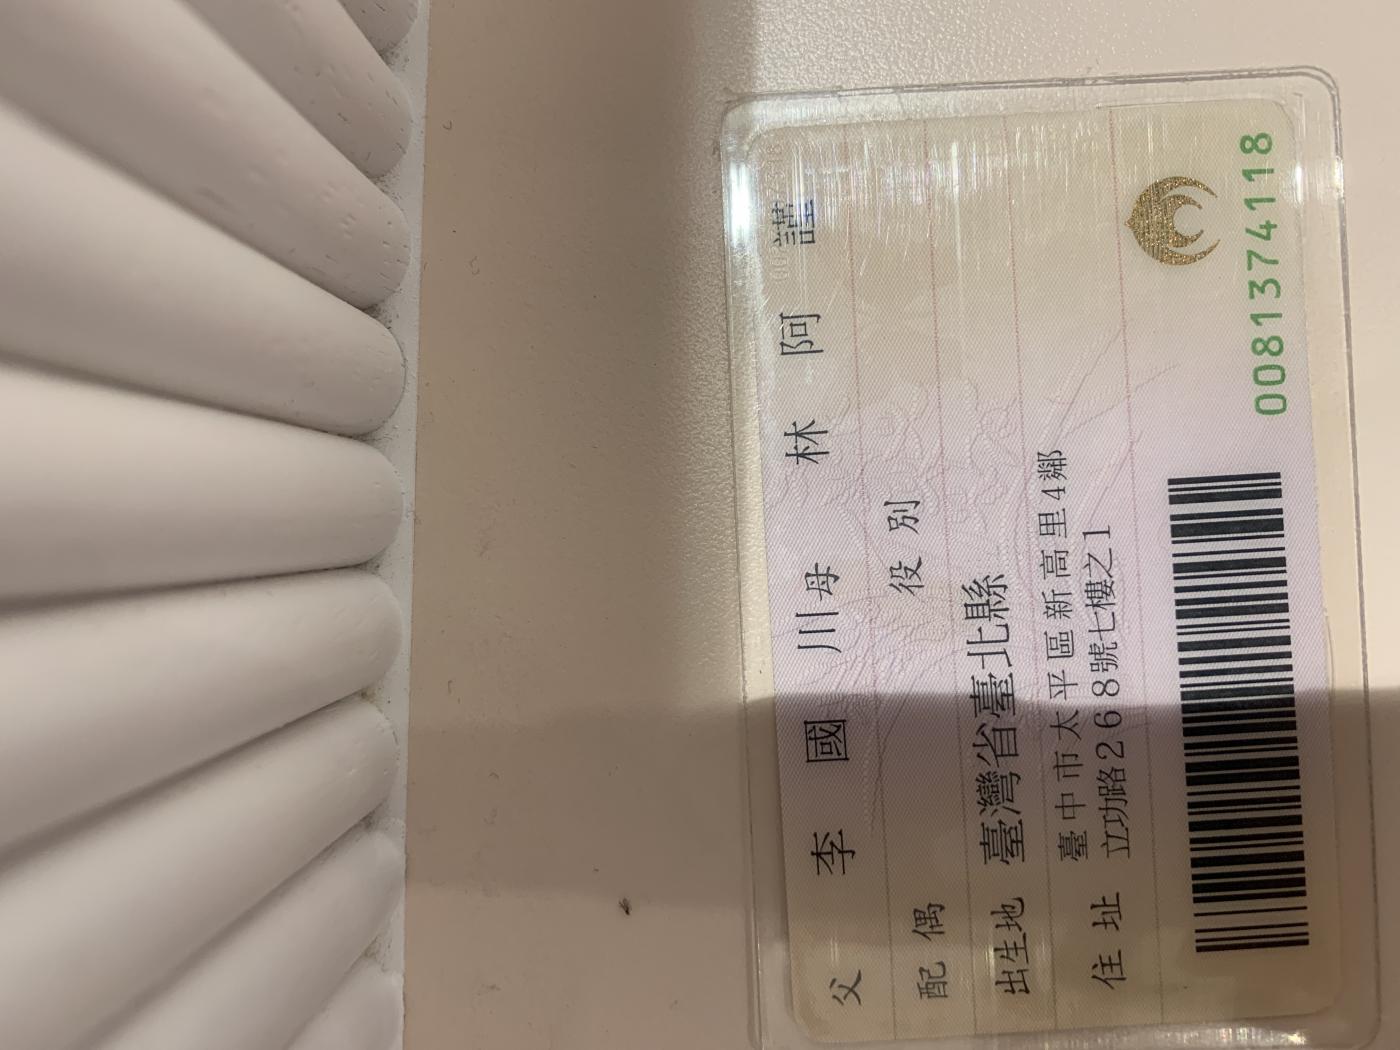 父 李國川 母 林阿謹
配偶 役別
出生地 臺灣省臺北縣
住址 臺中市太平區新高里4鄰
立功路268號七樓之1
0081374118